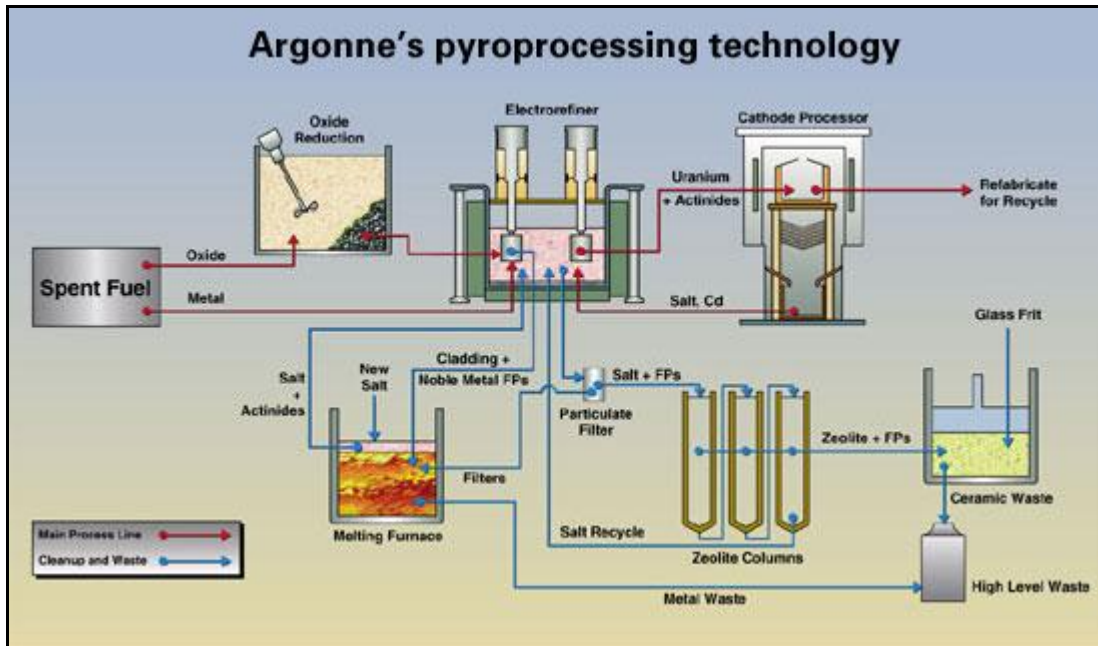 Argonne's pyroprocessing technology
Oxide
Reduction
Electrorefiner
Cathode Processor
Uranium
+ Actinides
Refabricate
for Recycle
Spent Fuel
Oxide
Metal
Salt, Cd
Glass Frit
Salt
+
Actinides
New
Salt
Cladding +
Noble Metal FPs
Salt + FPs
Particulate
Filter
Zeolite + FPs
Filters
Ceramic Waste
Main Process Line
Cleanup and Waste
Melting Furnace
Salt Recycle
Zeolite Columns
Metal Waste
High Level Waste